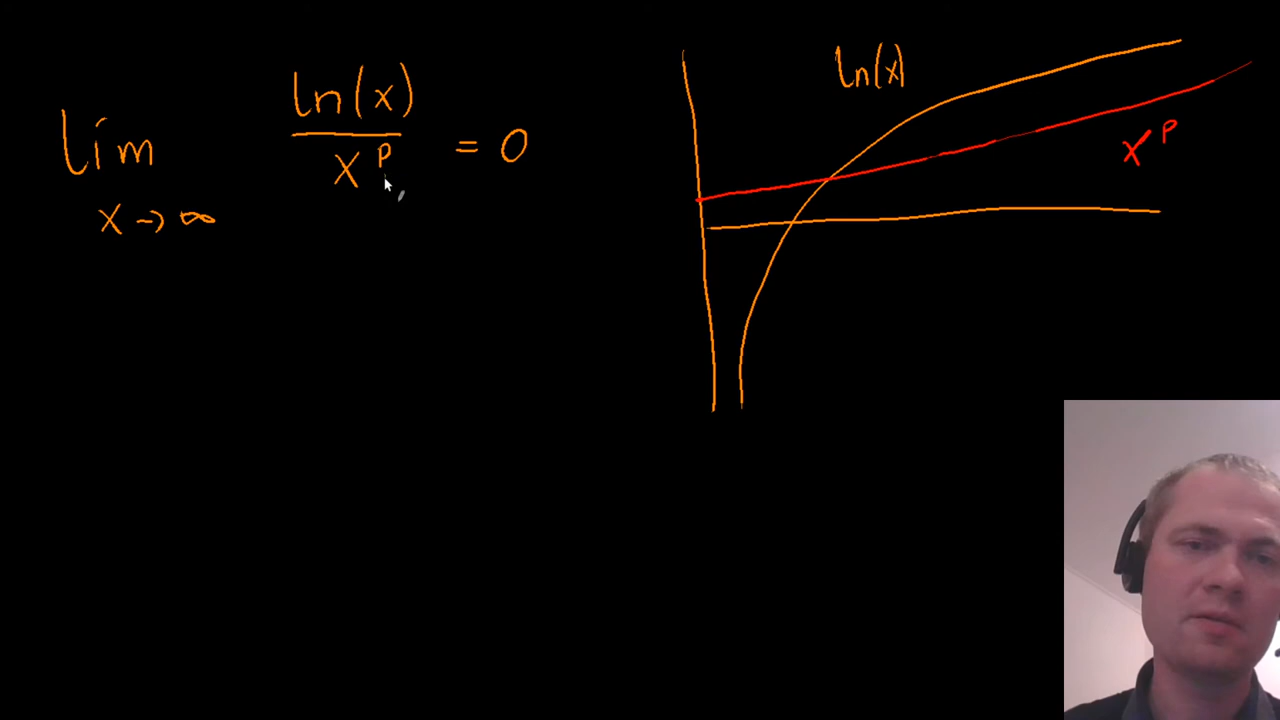 lim ln(x) / x^p = 0
x → ∞
ln(x)
x^p